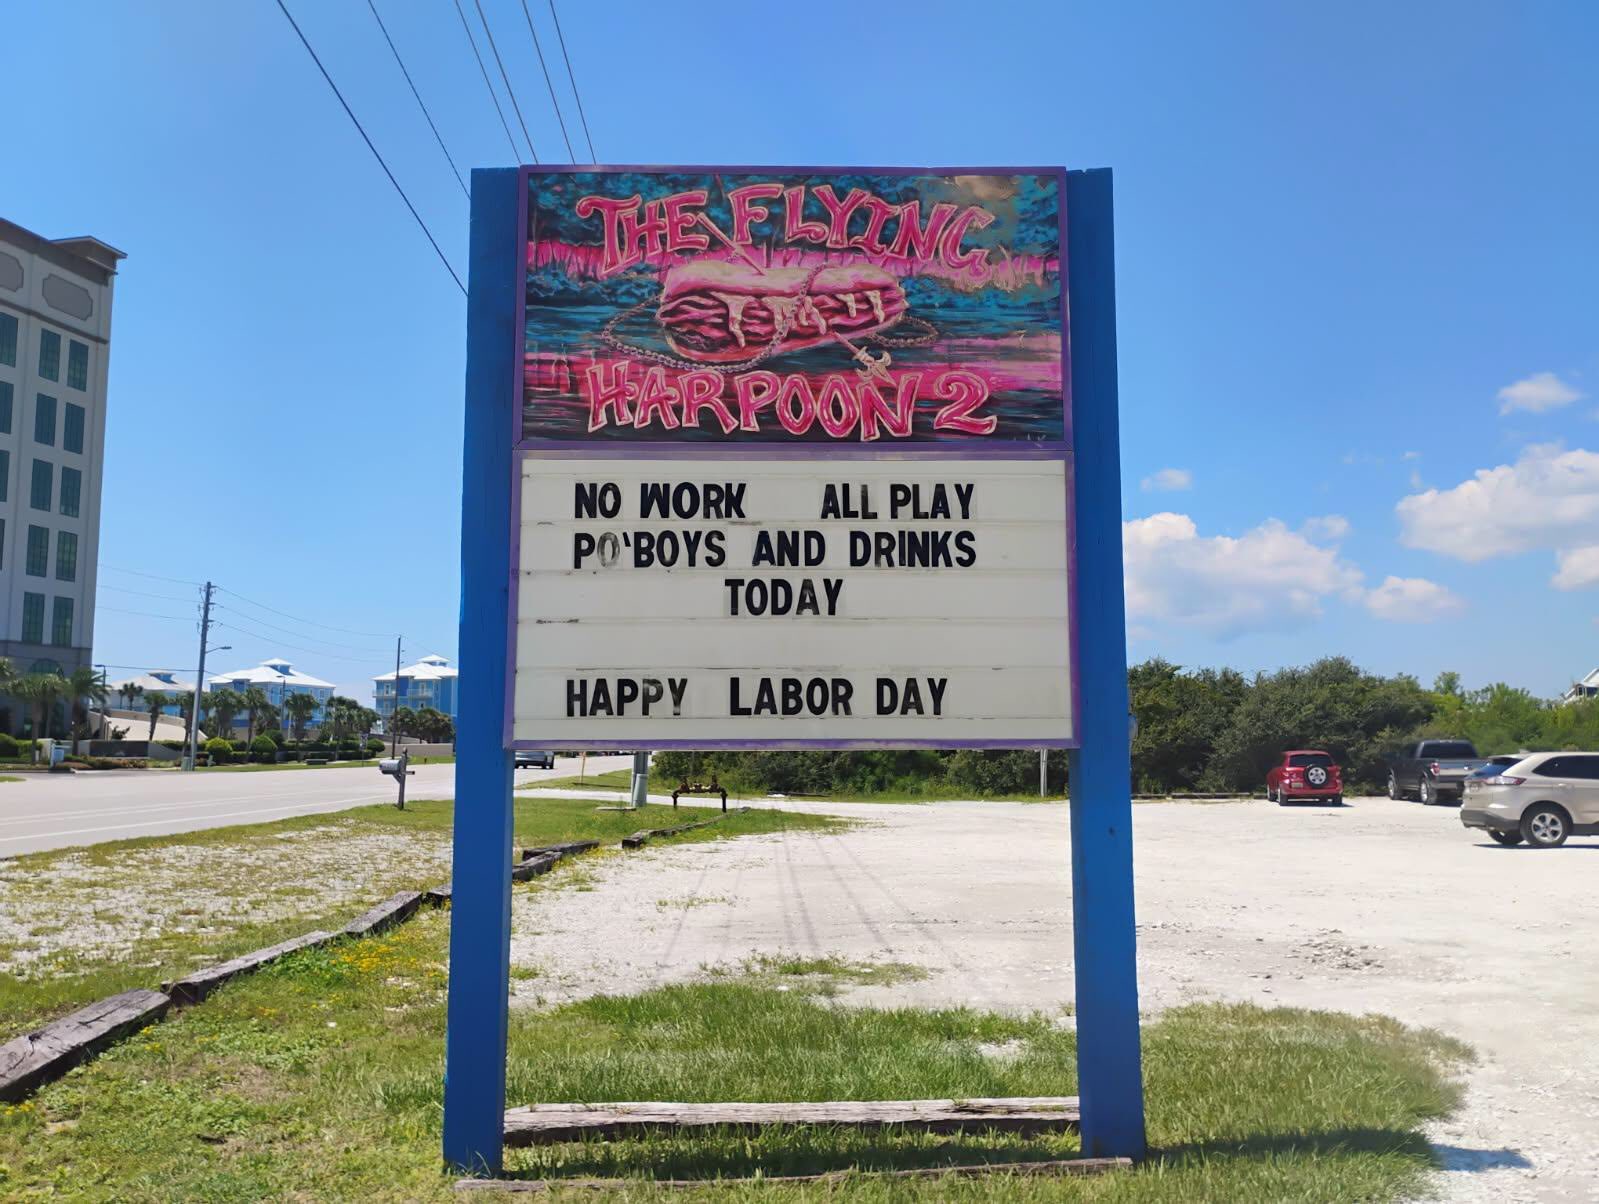 THE FLYING
HARPOON 2
NO WORK ALL PLAY
PO'BOYS AND DRINKS
TODAY
HAPPY LABOR DAY